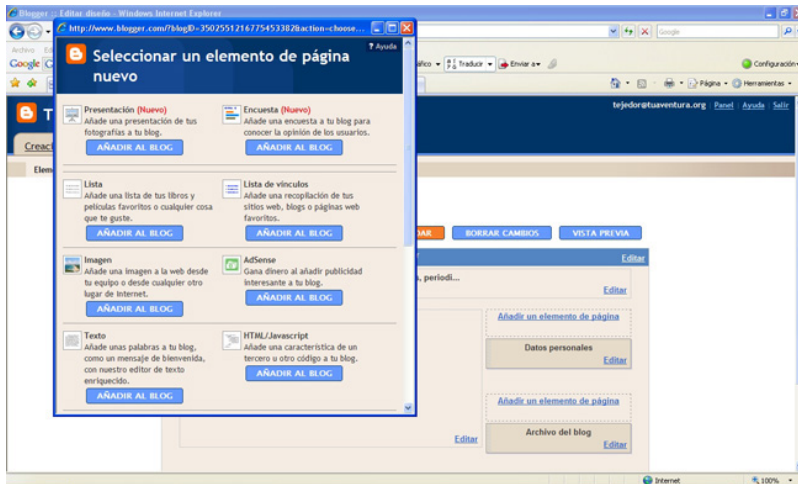 Blogger :: Editar diseño - Windows Internet Explorer
http://www.blogger.com/?blogID=3502551216775453382&action=choose...
Google
Archivo
Google
Traducir
Enviar a
Configuración
Página
Herramientas
? Ayuda
Seleccionar un elemento de página
nuevo
tejedor@tuaventura.org | Panel | Ayuda | Salir
Presentación (Nuevo)
Añade una presentación de tus
fotografías a tu blog.
AÑADIR AL BLOG
Encuesta (Nuevo)
Añade una encuesta a tu blog para
conocer la opinión de los usuarios.
AÑADIR AL BLOG
Lista
Añade una lista de tus libros y
películas favoritos o cualquier cosa
que te guste.
AÑADIR AL BLOG
Lista de vínculos
Añade una recopilación de tus
sitios web, blogs o páginas web
favoritos.
AÑADIR AL BLOG
Imagen
Añade una imagen a la web desde
tu equipo o desde cualquier otro
lugar de Internet.
AÑADIR AL BLOG
AdSense
Gana dinero al añadir publicidad
interesante a tu blog.
AÑADIR AL BLOG
Texto
Añade unas palabras a tu blog,
como un mensaje de bienvenida,
con nuestro editor de texto
enriquecido.
AÑADIR AL BLOG
HTML/Javascript
Añade una característica de un
tercero u otro código a tu blog.
AÑADIR AL BLOG
BORRAR CAMBIOS
VISTA PREVIA
Editar
periodi...
Editar
Añadir un elemento de página
Datos personales
Editar
Añadir un elemento de página
Archivo del blog
Editar
Editar
Internet
100%